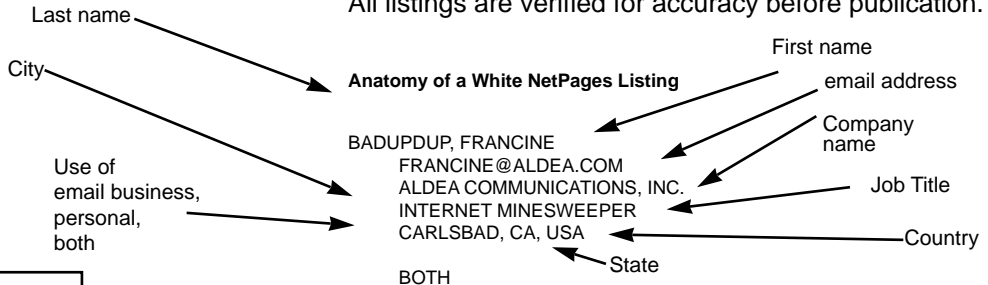 All listings are verified for accuracy before publication.
Last name
First name
City
Anatomy of a White NetPages Listing
email address
Company
name
BADUPDUP, FRANCINE
FRANCINE@ALDEA.COM
Use of
email business,
personal,
both
ALDEA COMMUNICATIONS, INC.
Job Title
INTERNET MINESWEEPER
CARLSBAD, CA, USA
Country
State
BOTH